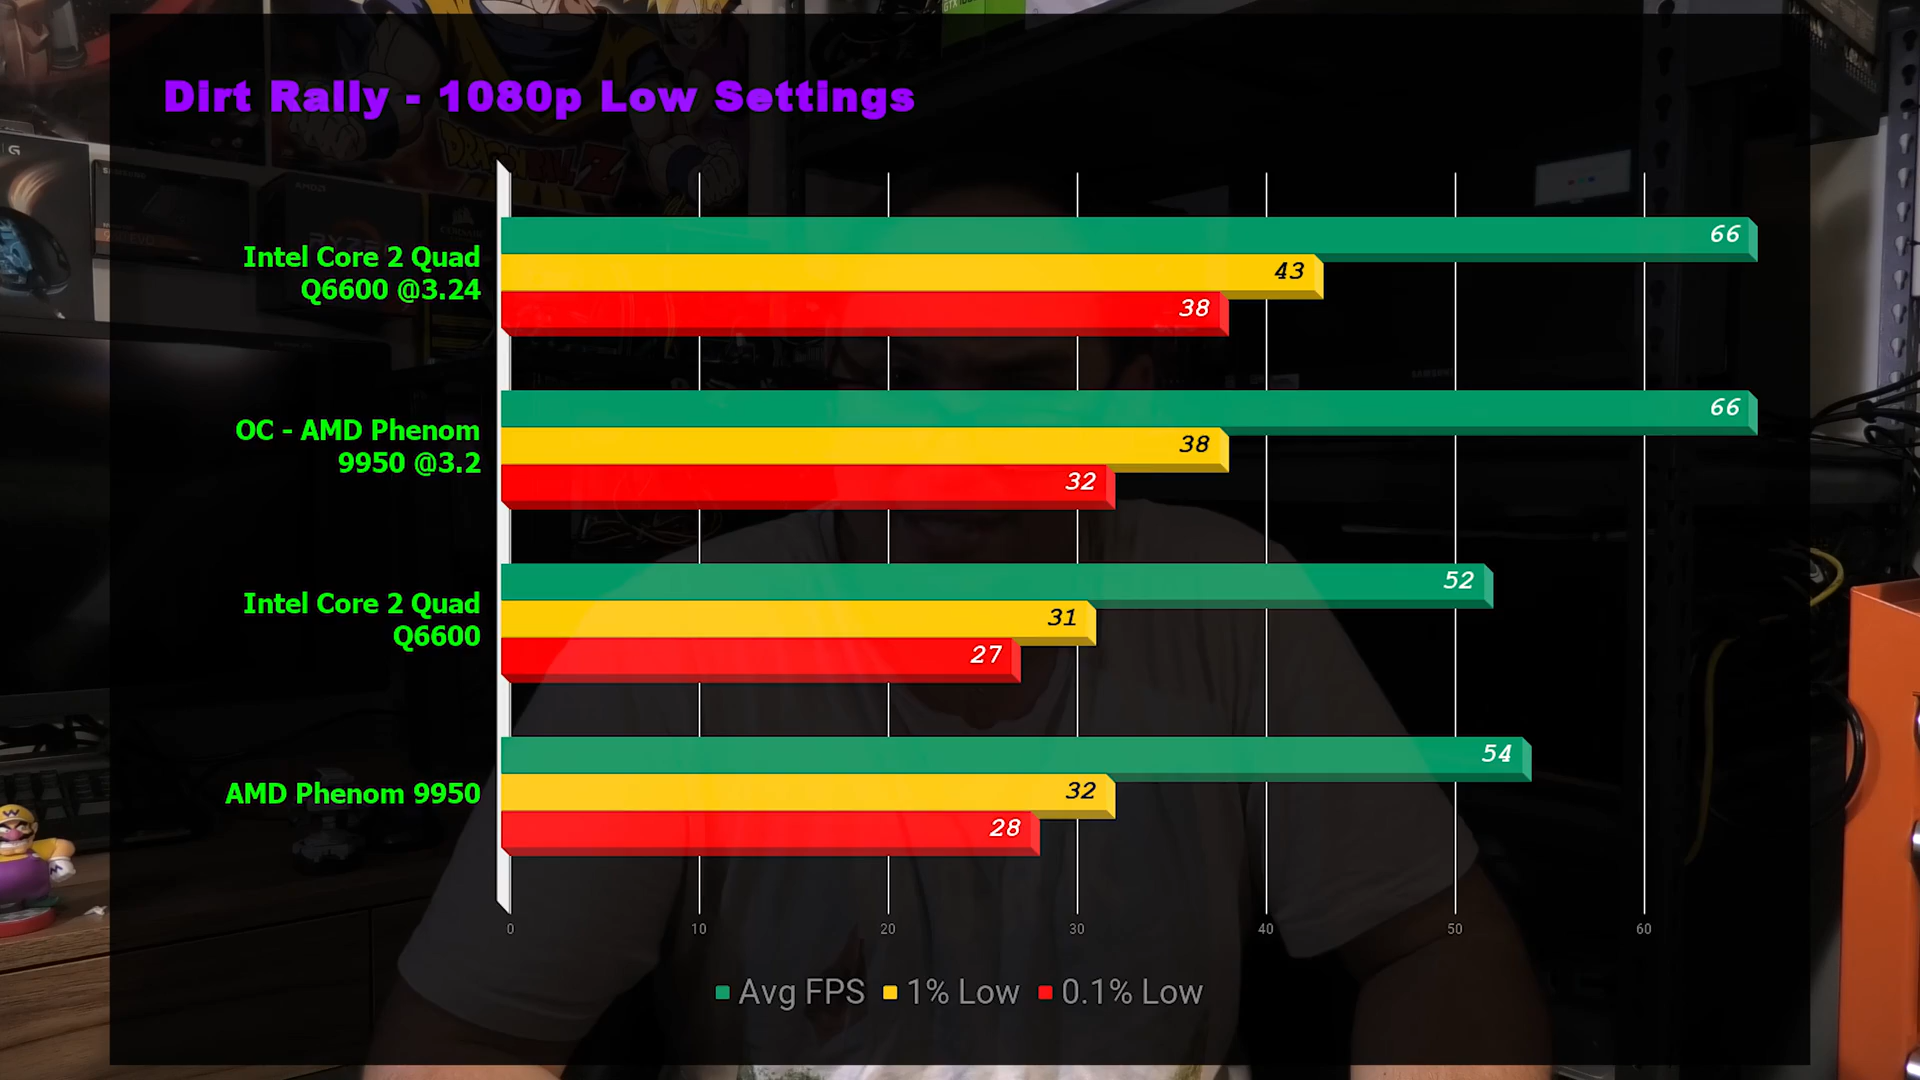 Dirt Rally - 1080p Low Settings
Intel Core 2 Quad
Q6600 @3.24
66
43
38
OC - AMD Phenom
9950 @3.2
66
38
32
Intel Core 2 Quad
Q6600
52
31
27
AMD Phenom 9950
54
32
28
0 10 20 30 40 50 60
Avg FPS 1% Low 0.1% Low